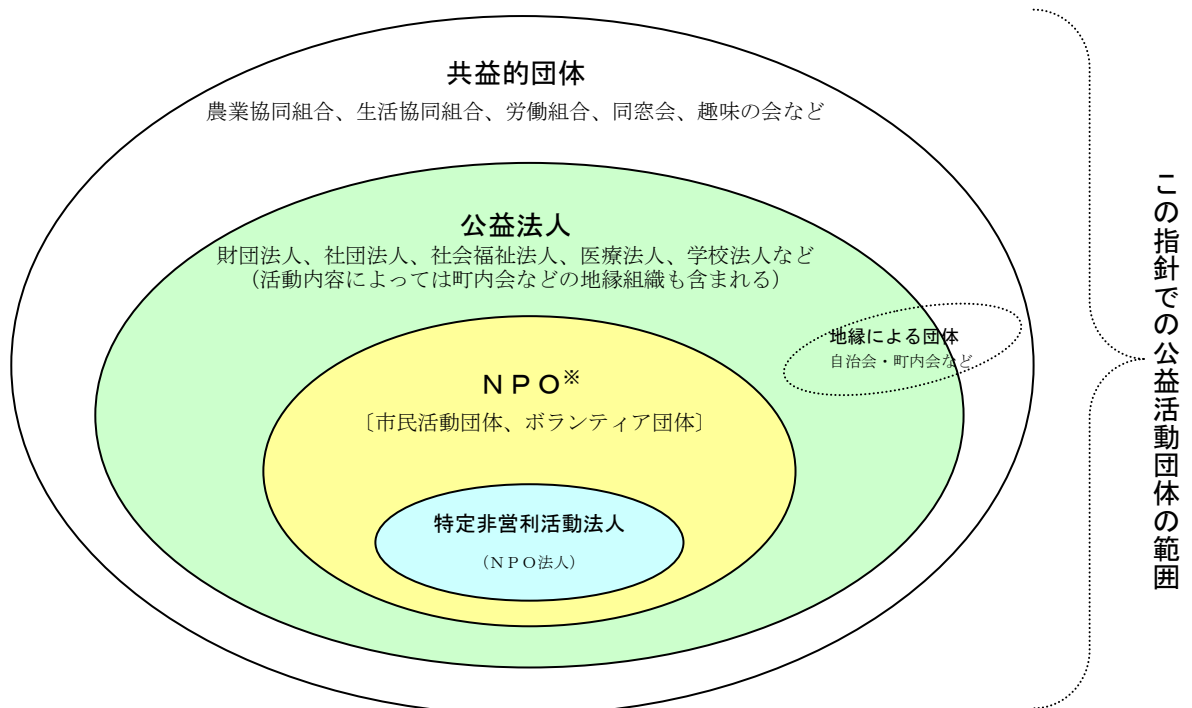 共益的団体
農業協同組合、生活協同組合、労働組合、同窓会、趣味の会など
公益法人
財団法人、社団法人、社会福祉法人、医療法人、学校法人など
（活動内容によっては町内会などの地縁組織も含まれる）
地縁による団体
自治会・町内会など
ＮＰＯ※
〔市民活動団体、ボランティア団体〕
特定非営利活動法人
（ＮＰＯ法人）
この指針での公益活動団体の範囲